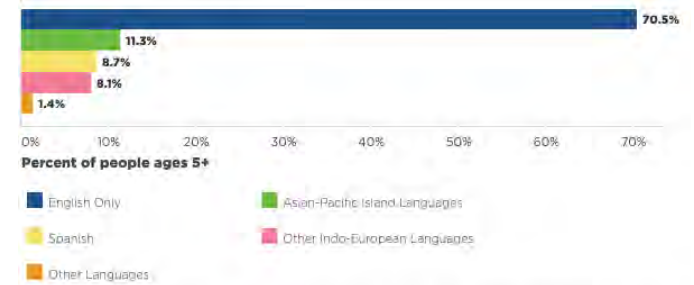 70.5%
11.3%
8.7%
8.1%
1.4%
0% 10% 20% 30% 40% 50% 60% 70%
Percent of people ages 5+
English Only Asian-Pacific Island Languages
Spanish Other Indo-European Languages
Other Languages